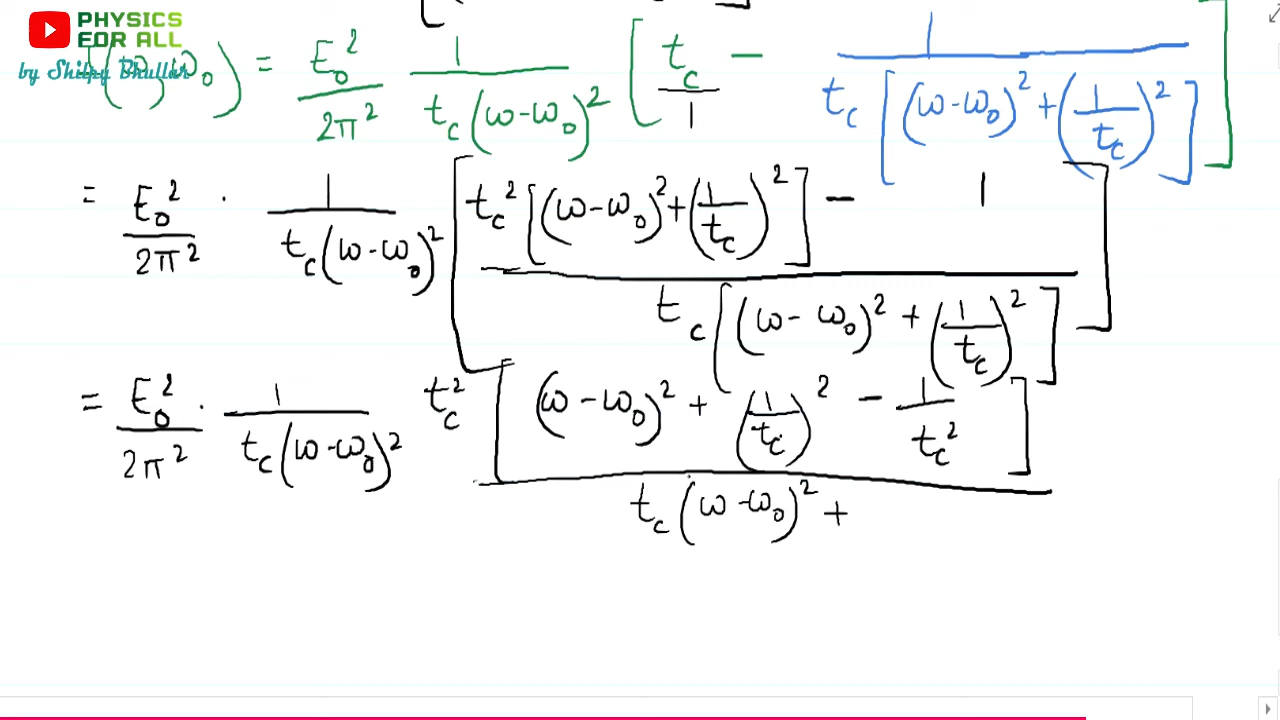 PHYSICS
FOR ALL
by Shilpy Bhullar
I(ω,ω₀) = E₀²/2π² 1/t_c(ω-ω₀)² [t_c/1 - 1/t_c[(ω-ω₀)²+(1/t_c)²]]
= E₀²/2π² · 1/t_c(ω-ω₀)² [t_c²[(ω-ω₀)²+(1/t_c)²] - 1/t_c[(ω-ω₀)²+(1/t_c)²]]
= E₀²/2π² · 1/t_c(ω-ω₀)² t_c²[(ω-ω₀)²+(1/t_c)² - 1/t_c²]/t_c(ω-ω₀)²+